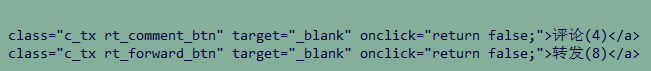 class="c_tx rt_comment_btn" target="_blank" onclick="return false;">评论(4)</a>
class="c_tx rt_forward_btn" target="_blank" onclick="return false;">转发(8)</a>